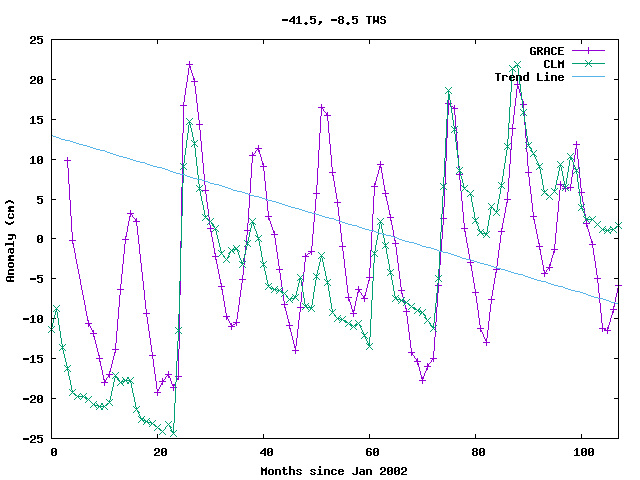 -41.5, -8.5 TWS
25
20
15
10
5
0
-5
-10
-15
-20
-25
Anomaly (cm)
GRACE
CLM
Trend Line
0 20 40 60 80 100
Months since Jan 2002